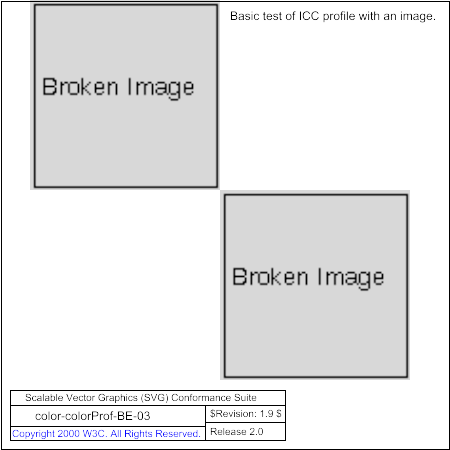 Basic test of ICC profile with an image.
Broken Image
Broken Image
Scalable Vector Graphics (SVG) Conformance Suite
color-colorProf-BE-03
$Revision: 1.9 $
Copyright 2000 W3C. All Rights Reserved.
Release 2.0